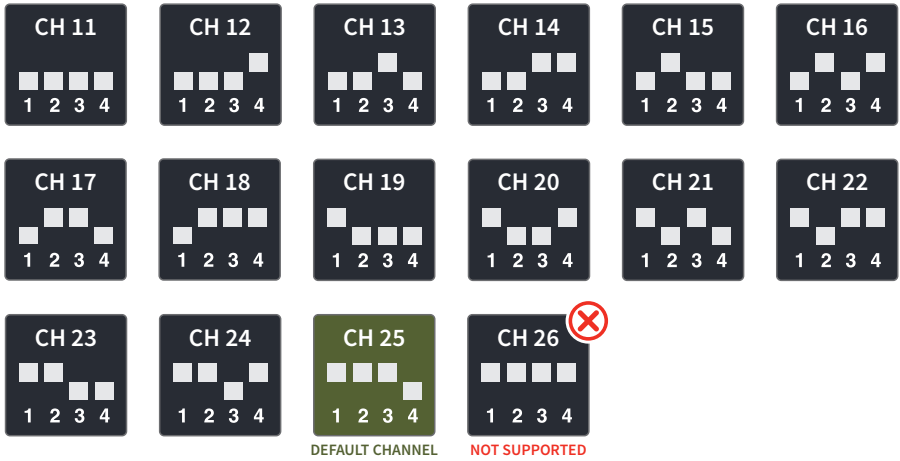 CH 11 CH 12 CH 13 CH 14 CH 15 CH 16
1 2 3 4 1 2 3 4 1 2 3 4 1 2 3 4 1 2 3 4 1 2 3 4
CH 17 CH 18 CH 19 CH 20 CH 21 CH 22
1 2 3 4 1 2 3 4 1 2 3 4 1 2 3 4 1 2 3 4 1 2 3 4
CH 23 CH 24 CH 25 CH 26
1 2 3 4 1 2 3 4 1 2 3 4 1 2 3 4
DEFAULT CHANNEL NOT SUPPORTED